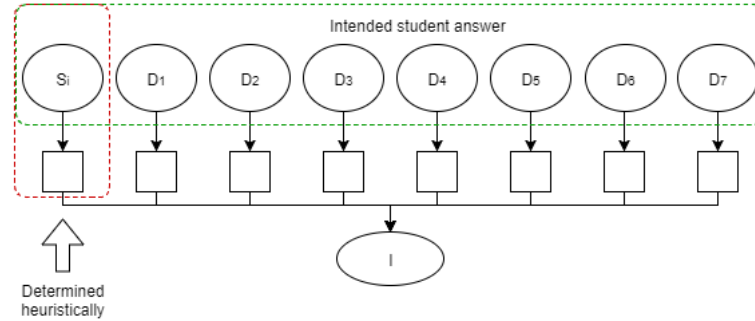 Intended student answer
Si D1 D2 D3 D4 D5 D6 D7
I
Determined
heuristically